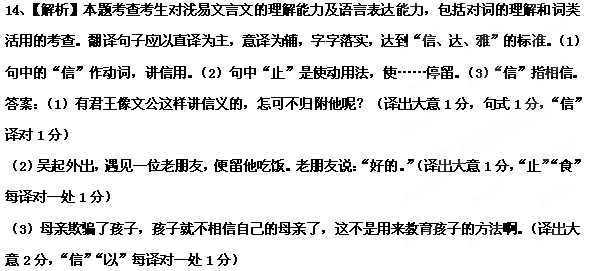 14、【解析】本题考查考生对浅易文言文的理解能力及语言表达能力，包括对词的理解和词类
活用的考查。翻译句子应以直译为主，意译为辅，字字落实，达到“信、达、雅”的标准。（1）
句中的“信”作动词，讲信用。（2）句中“止”是使动用法，使……停留。（3）“信”指相信。
答案：（1）有君王像文公这样讲信义的，怎可不归附他呢？（译出大意 1 分，句式 1 分，“信”
译对 1 分）
（2）吴起外出，遇见一位老朋友，便留他吃饭。老朋友说：“好的。”（译出大意 1 分，“止”“食”
每译对一处 1 分）
（3）母亲欺骗了孩子，孩子就不相信自己的母亲了，这不是用来教育孩子的方法啊。（译出大
意 2 分，“信”“以”每译对一处 1 分）